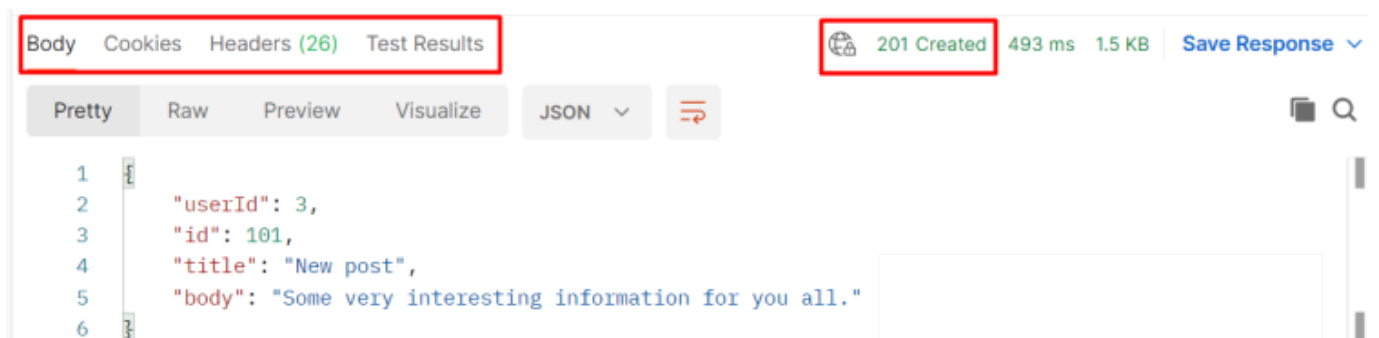 Body Cookies Headers (26) Test Results 201 Created 493 ms 1.5 KB Save Response
Pretty Raw Preview Visualize JSON
1 {
2 "userId": 3,
3 "id": 101,
4 "title": "New post",
5 "body": "Some very interesting information for you all."
6 }